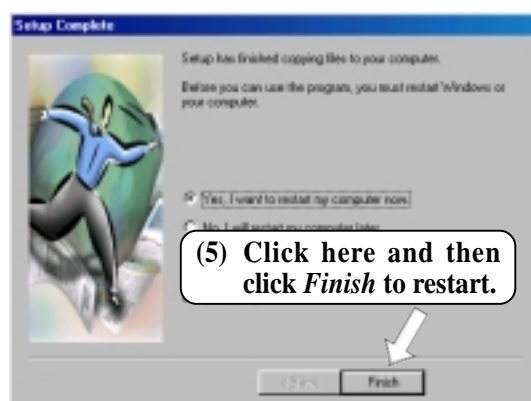 Setup Complete
Setup has finished copying files to your computer.
Before you can use the program, you must restart Windows or
your computer.
Yes, I want to restart my computer now.
No, I will restart my computer later.
(5) Click here and then
click Finish to restart.
< Back
Finish